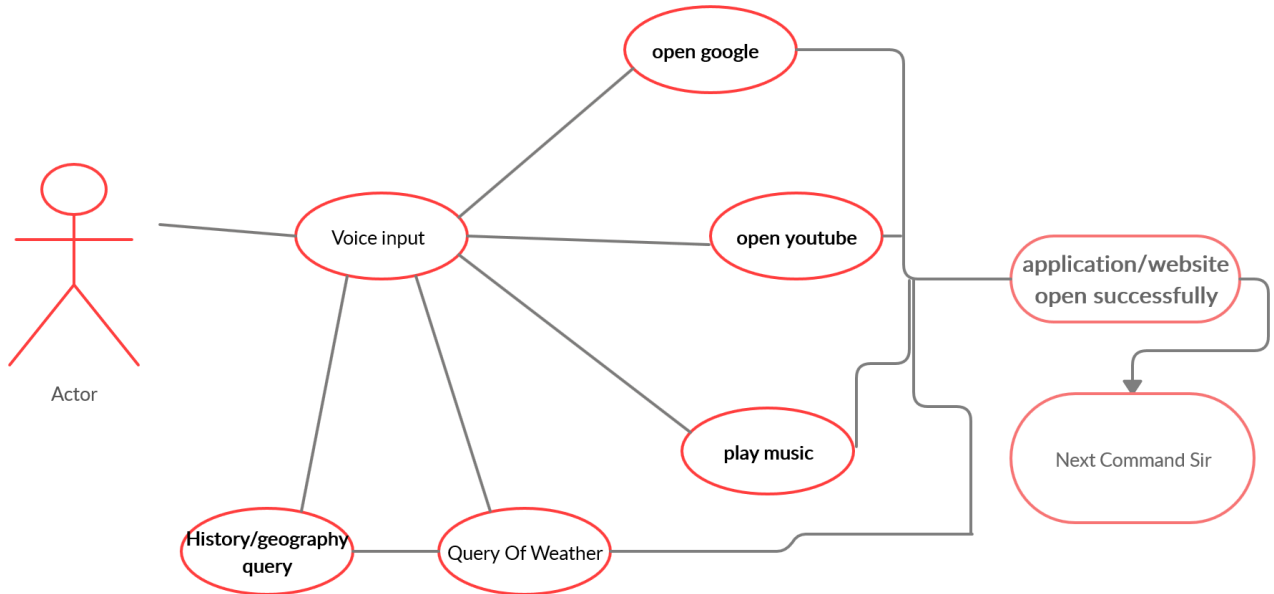 open google
Voice input
open youtube
application/website
open successfully
Actor
play music
Next Command Sir
History/geography
query
Query Of Weather